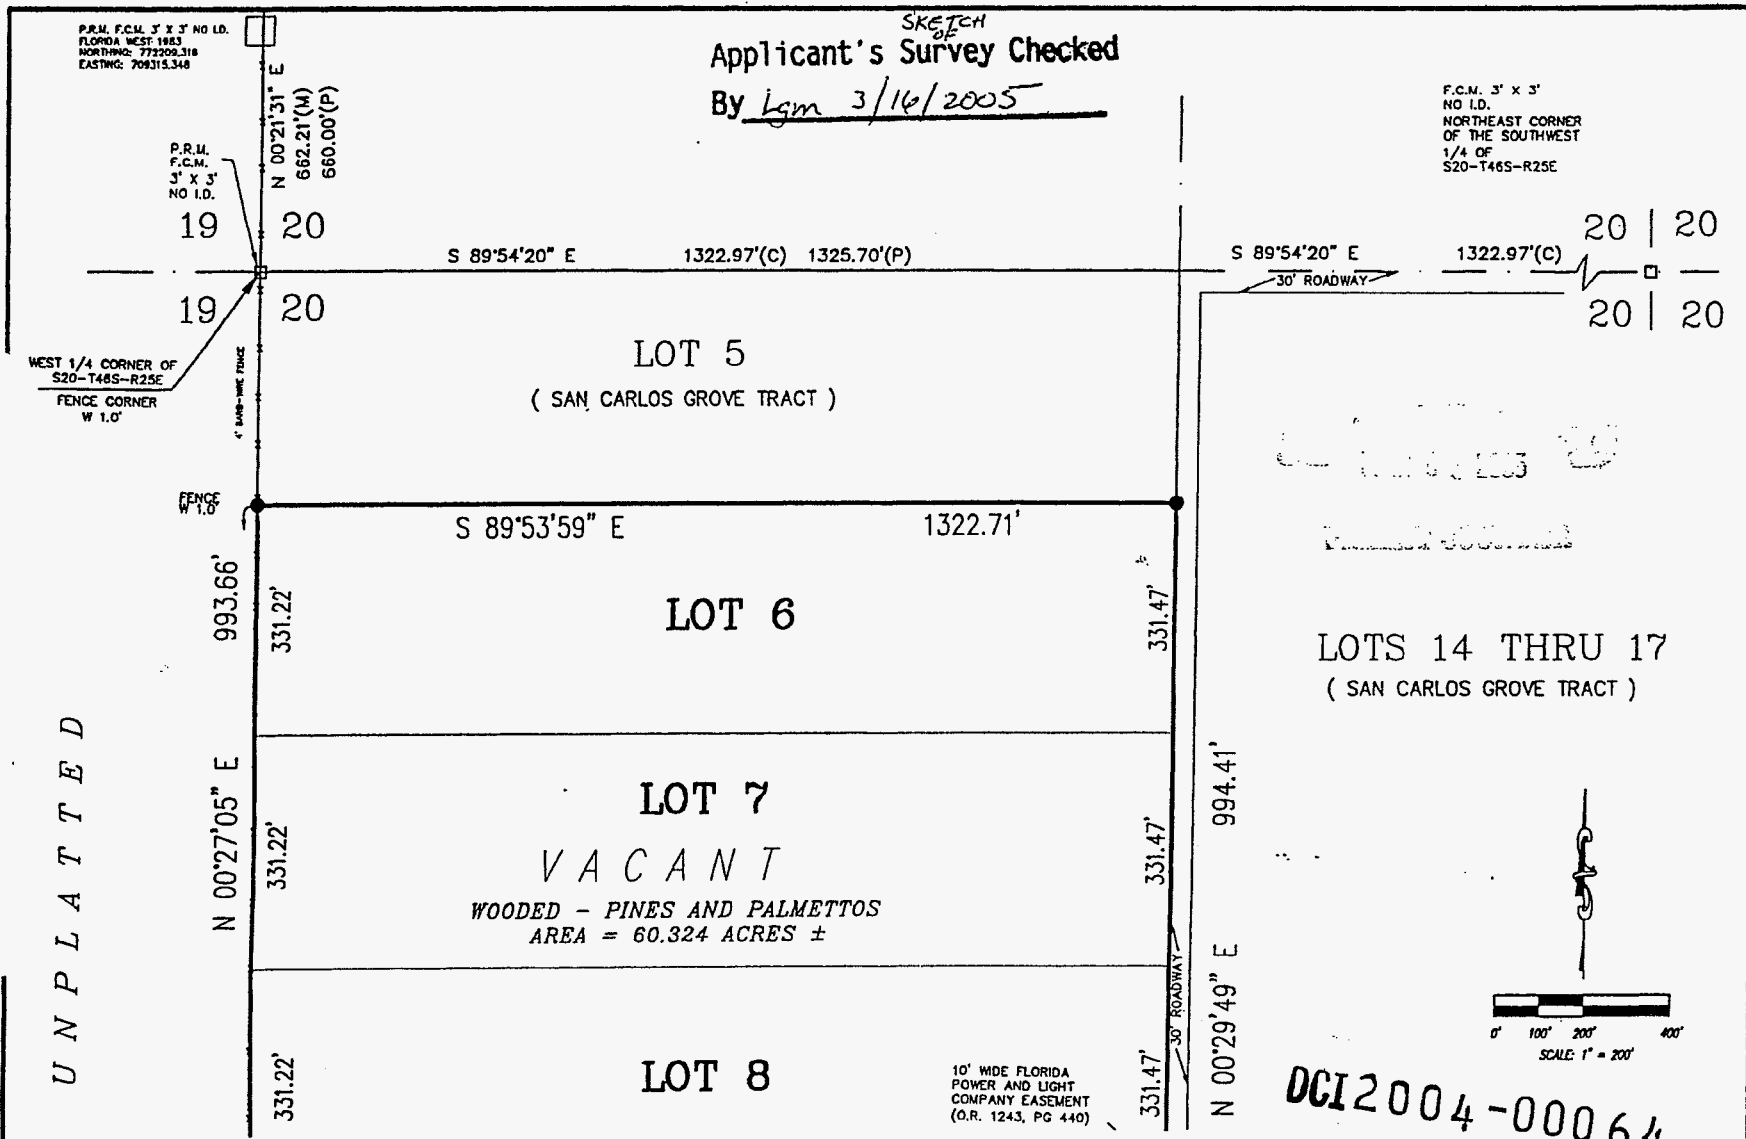 P.R.M. F.C.M. 3' X 3' NO I.D.
FLORIDA WEST 1983
NORTHING: 772209.318
EASTING: 709315.348
SKETCH
OF
Applicant's Survey Checked
By Lgm 3/16/2005
N 00°21'31" E
662.21'(M)
660.00'(P)
P.R.M.
F.C.M.
3' X 3'
NO I.D.
F.C.M. 3' X 3'
NO I.D.
NORTHEAST CORNER
OF THE SOUTHWEST
1/4 OF
S20-T46S-R25E
19 20
20 20
S 89°54'20" E 1322.97'(C) 1325.70'(P)
S 89°54'20" E 1322.97'(C)
30' ROADWAY
19 20
20 20
WEST 1/4 CORNER OF
S20-T46S-R25E
FENCE CORNER
W 1.0'
4' BARB-WIRE FENCE
LOT 5
( SAN CARLOS GROVE TRACT )
FENCE
W 1.0'
S 89°53'59" E 1322.71'
993.66'
331.22'
LOT 6
331.47'
LOTS 14 THRU 17
( SAN CARLOS GROVE TRACT )
UNPLATTED
N 00°27'05" E
331.22'
LOT 7
VACANT
WOODED - PINES AND PALMETTOS
AREA = 60.324 ACRES ±
331.47'
994.41'
N 00°29'49" E
30' ROADWAY
0' 100' 200' 400'
SCALE: 1" = 200'
331.22'
LOT 8
10' WIDE FLORIDA
POWER AND LIGHT
COMPANY EASEMENT
(O.R. 1243, PG 440)
331.47'
DCI2004-00064